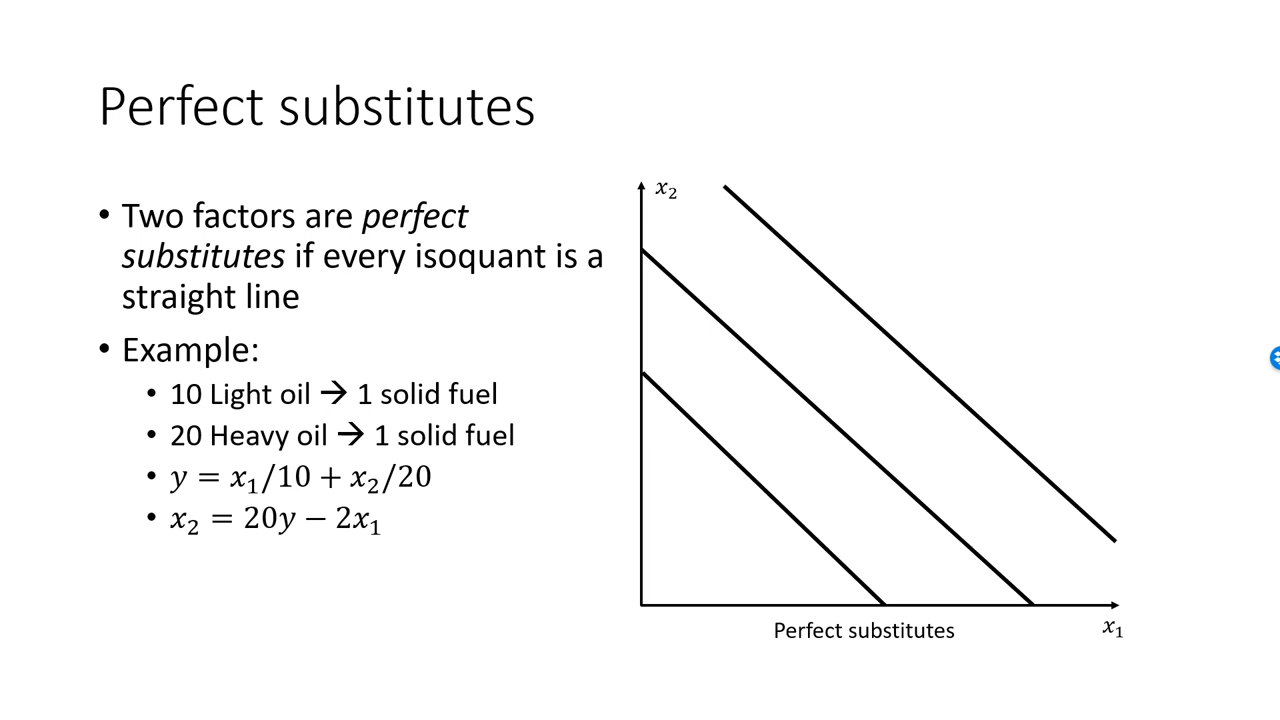 Perfect substitutes
• Two factors are perfect
substitutes if every isoquant is a
straight line
• Example:
• 10 Light oil → 1 solid fuel
• 20 Heavy oil → 1 solid fuel
• y = x₁/10 + x₂/20
• x₂ = 20y − 2x₁
x₂
x₁
Perfect substitutes